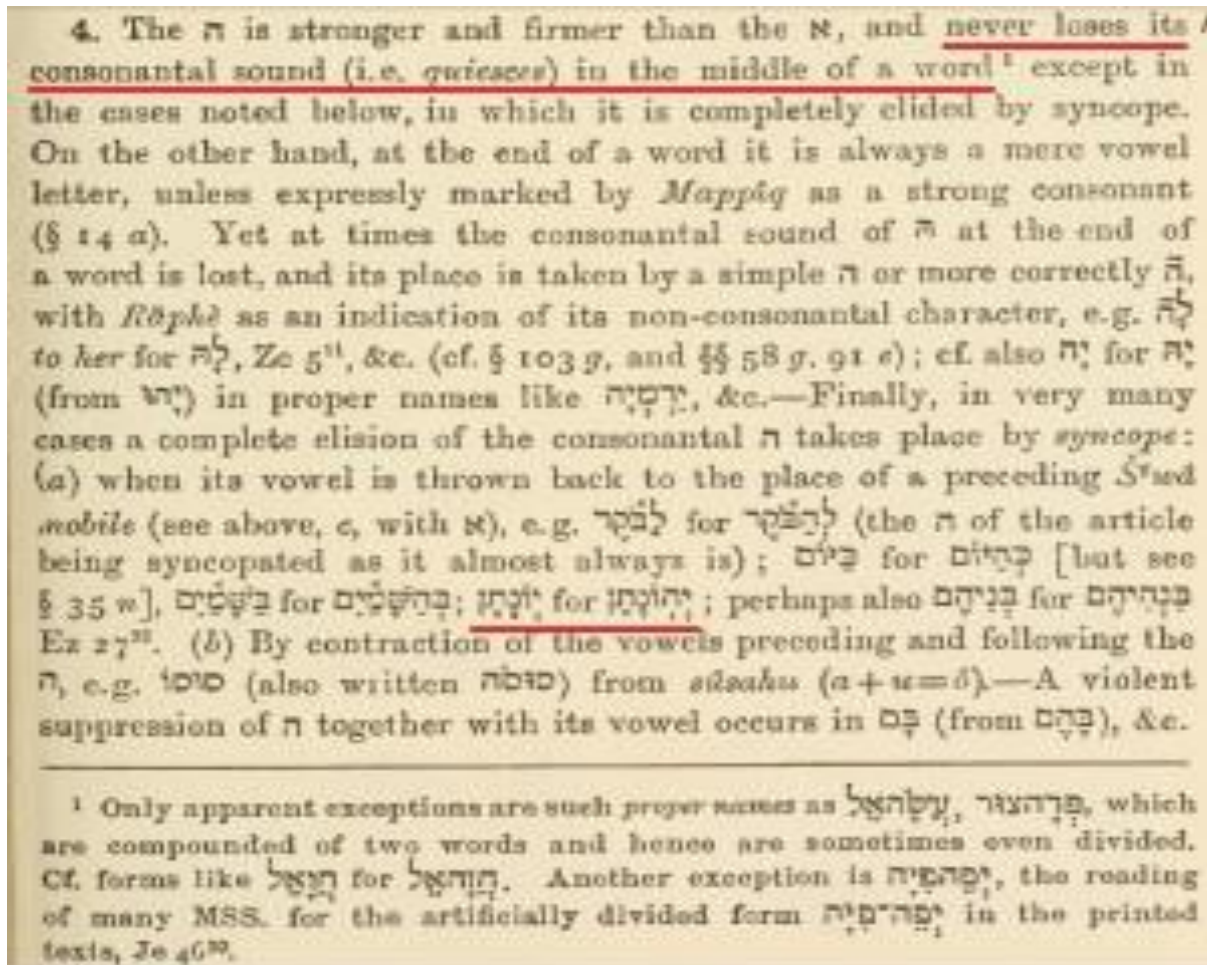 4. The ה is stronger and firmer than the א, and never loses its
consonantal sound (i.e. quiesces) in the middle of a word ¹ except in
the cases noted below, in which it is completely elided by syncope.
On the other hand, at the end of a word it is always a mere vowel
letter, unless expressly marked by Mappîq as a strong consonant
(§ 14 a). Yet at times the consonantal sound of הּ at the end of
a word is lost, and its place is taken by a simple ה or more correctly הֿ,
with Rāphè as an indication of its non-consonantal character, e.g. לָהֿ
to her for לָהּ, Ze 5¹¹, &c. (cf. § 103 g, and §§ 58 g, 91 e); cf. also יָה for יָהּ
(from יָהוּ) in proper names like יִרְמְיָה, &c.—Finally, in very many
cases a complete elision of the consonantal ה takes place by syncope:
(a) when its vowel is thrown back to the place of a preceding Šᵉwâ
mobile (see above, c, with א), e.g. לַבֹּקֶר for לְהַבֹּקֶר (the ה of the article
being syncopated as it almost always is); כַּיּוֹם for כְּהַיּוֹם [but see
§ 35 n], בַּשָּׁמַיִם for בְּהַשָּׁמַיִם; יוֹנָתָן for יְהוֹנָתָן; perhaps also בְּנֵיהֶם for בִּנְהֵיהֶם
Ez 27³². (b) By contraction of the vowels preceding and following the
ה, e.g. סוּסוֹ (also written סוּסֹה) from sûsahu (a+u=ô).—A violent
suppression of ה together with its vowel occurs in בָּם (from בָּהֶם), &c.
¹ Only apparent exceptions are such proper names as עֲשָׂהאֵל, פְּדָהצוּר, which
are compounded of two words and hence are sometimes even divided.
Cf. forms like חֲזָאֵל for חֲזָהאֵל. Another exception is יְפֵהפִיָּה, the reading
of many MSS. for the artificially divided form יְפֵה־פִיָּה in the printed
texts, Je 46²⁰.